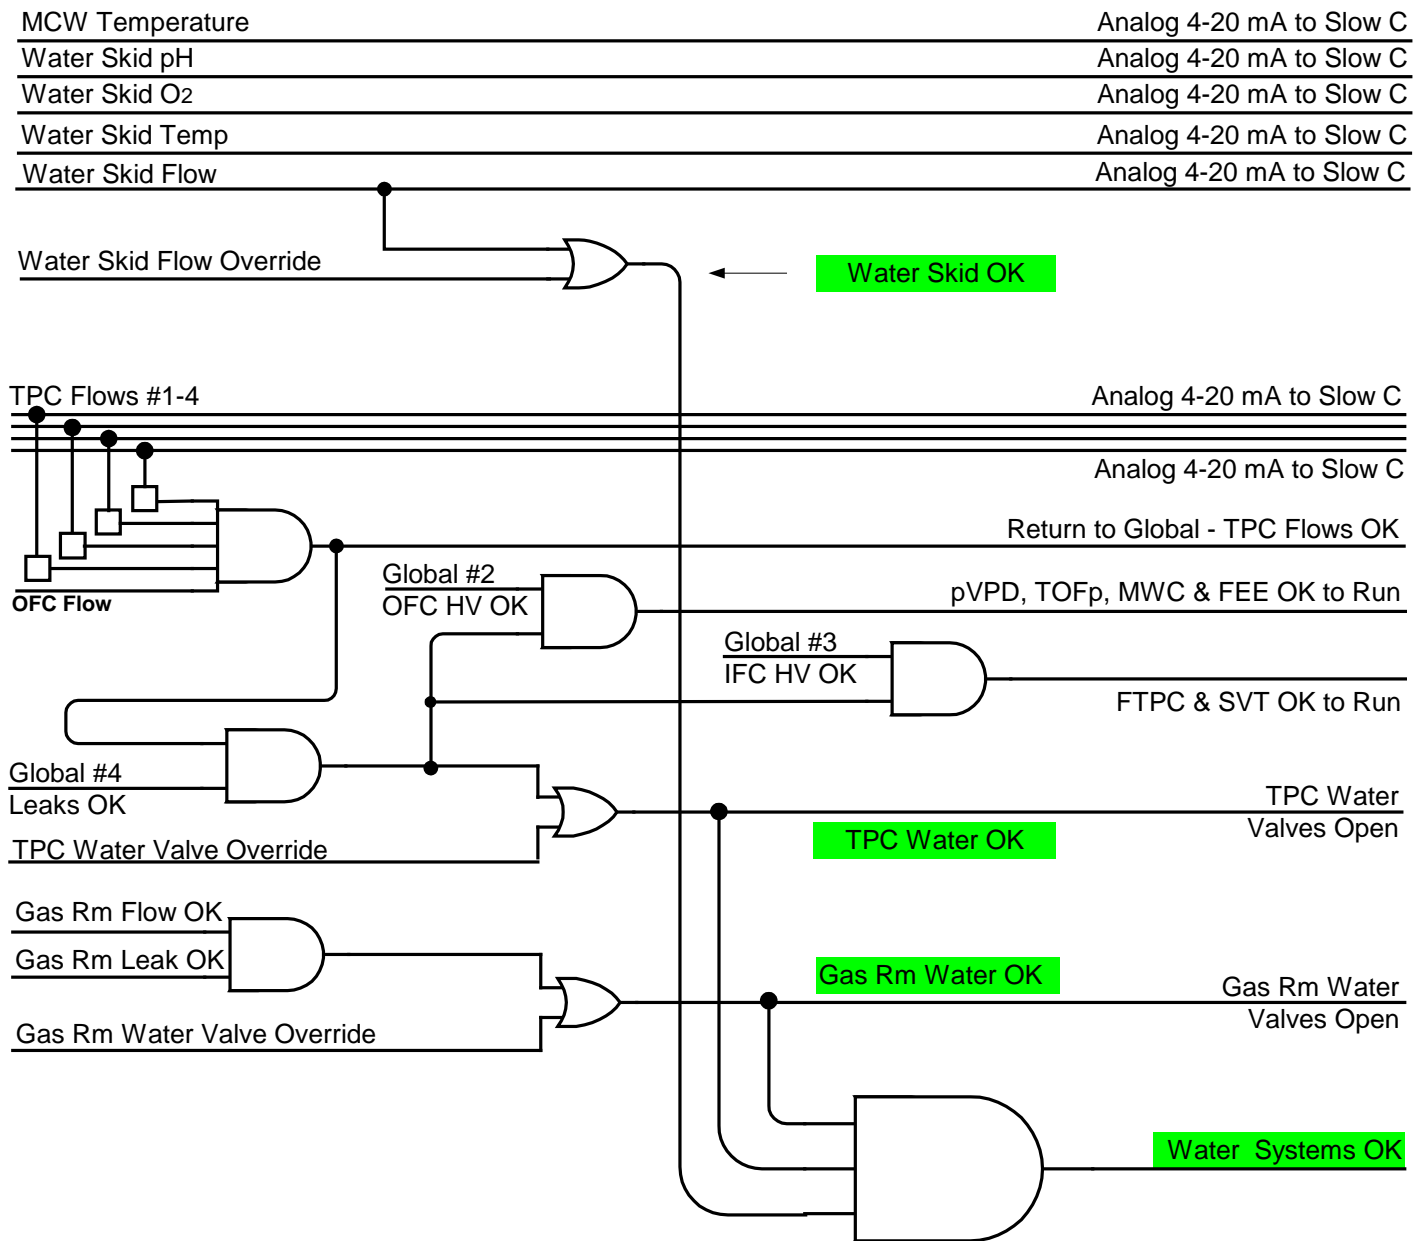 MCW Temperature Analog 4-20 mA to Slow C
Water Skid pH Analog 4-20 mA to Slow C
Water Skid O2 Analog 4-20 mA to Slow C
Water Skid Temp Analog 4-20 mA to Slow C
Water Skid Flow Analog 4-20 mA to Slow C
Water Skid Flow Override
Water Skid OK
TPC Flows #1-4 Analog 4-20 mA to Slow C
Analog 4-20 mA to Slow C
Return to Global - TPC Flows OK
OFC Flow
Global #2
OFC HV OK
pVPD, TOFp, MWC & FEE OK to Run
Global #3
IFC HV OK
FTPC & SVT OK to Run
Global #4
Leaks OK
TPC Water
Valves Open
TPC Water OK
TPC Water Valve Override
Gas Rm Flow OK
Gas Rm Leak OK
Gas Rm Water OK
Gas Rm Water
Valves Open
Gas Rm Water Valve Override
Water Systems OK